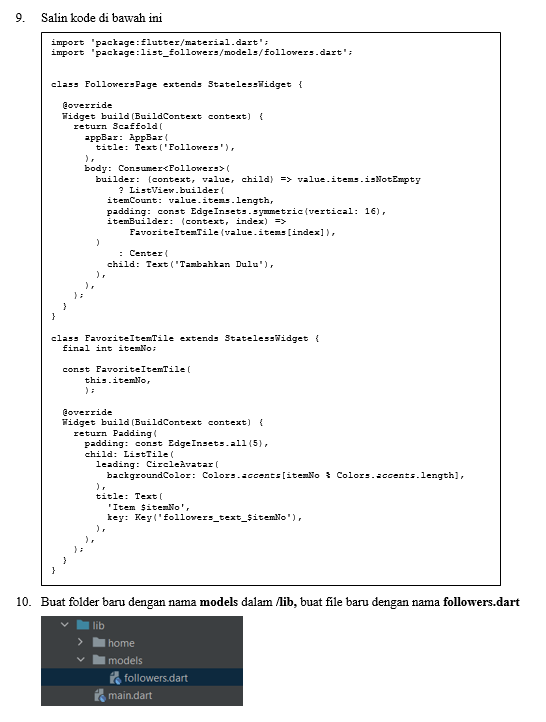 9. Salin kode di bawah ini
import 'package:flutter/material.dart';
import 'package:list_followers/models/followers.dart';
class FollowersPage extends StatelessWidget {
@override
Widget build(BuildContext context) {
return Scaffold(
appBar: AppBar(
title: Text('Followers'),
),
body: Consumer<Followers>(
builder: (context, value, child) => value.items.isNotEmpty
? ListView.builder(
itemCount: value.items.length,
padding: const EdgeInsets.symmetric(vertical: 16),
itemBuilder: (context, index) =>
FavoriteItemTile(value.items[index]),
)
: Center(
child: Text('Tambahkan Dulu'),
),
),
);
}
}
class FavoriteItemTile extends StatelessWidget {
final int itemNo;
const FavoriteItemTile(
this.itemNo,
);
@override
Widget build(BuildContext context) {
return Padding(
padding: const EdgeInsets.all(5),
child: ListTile(
leading: CircleAvatar(
backgroundColor: Colors.accents[itemNo % Colors.accents.length],
),
title: Text(
'Item $itemNo',
key: Key('followers_text_$itemNo'),
),
),
);
}
}
10. Buat folder baru dengan nama models dalam /lib, buat file baru dengan nama followers.dart
lib
home
models
followers.dart
main.dart